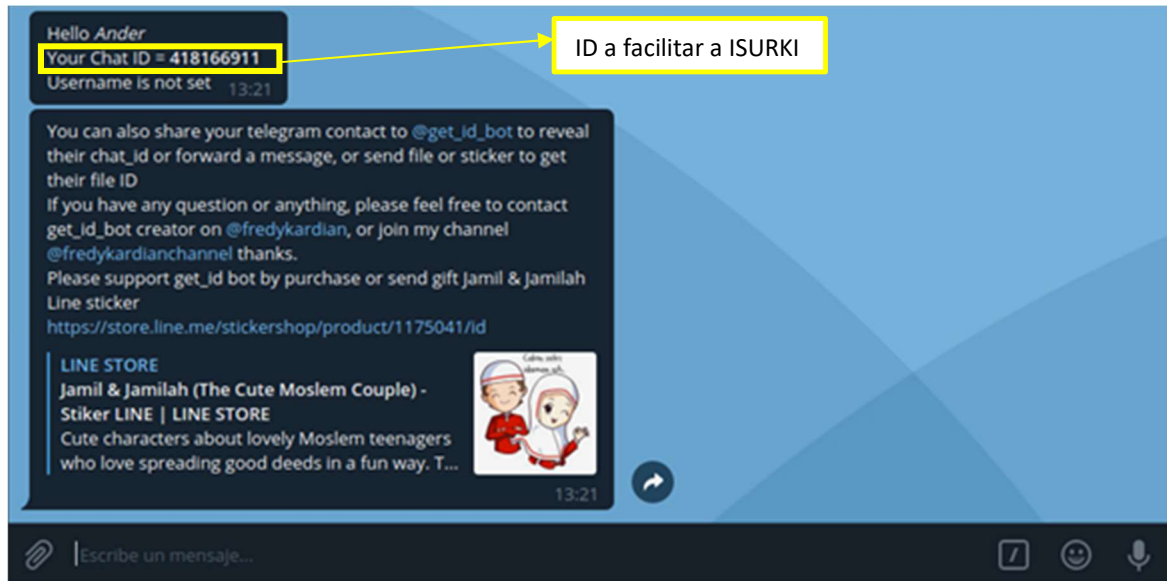 Hello Ander
Your Chat ID = 418166911
Username is not set 13:21
ID a facilitar a ISURKI
You can also share your telegram contact to @get_id_bot to reveal
their chat_id or forward a message, or send file or sticker to get
their file ID
If you have any question or anything, please feel free to contact
get_id_bot creator on @fredykardian, or join my channel
@fredykardianchannel thanks.
Please support get_id bot by purchase or send gift Jamil & Jamilah
Line sticker
https://store.line.me/stickershop/product/1175041/id
LINE STORE
Jamil & Jamilah (The Cute Moslem Couple) -
Stiker LINE | LINE STORE
Cute characters about lovely Moslem teenagers
who love spreading good deeds in a fun way. T...
13:21
Escribe un mensaje...